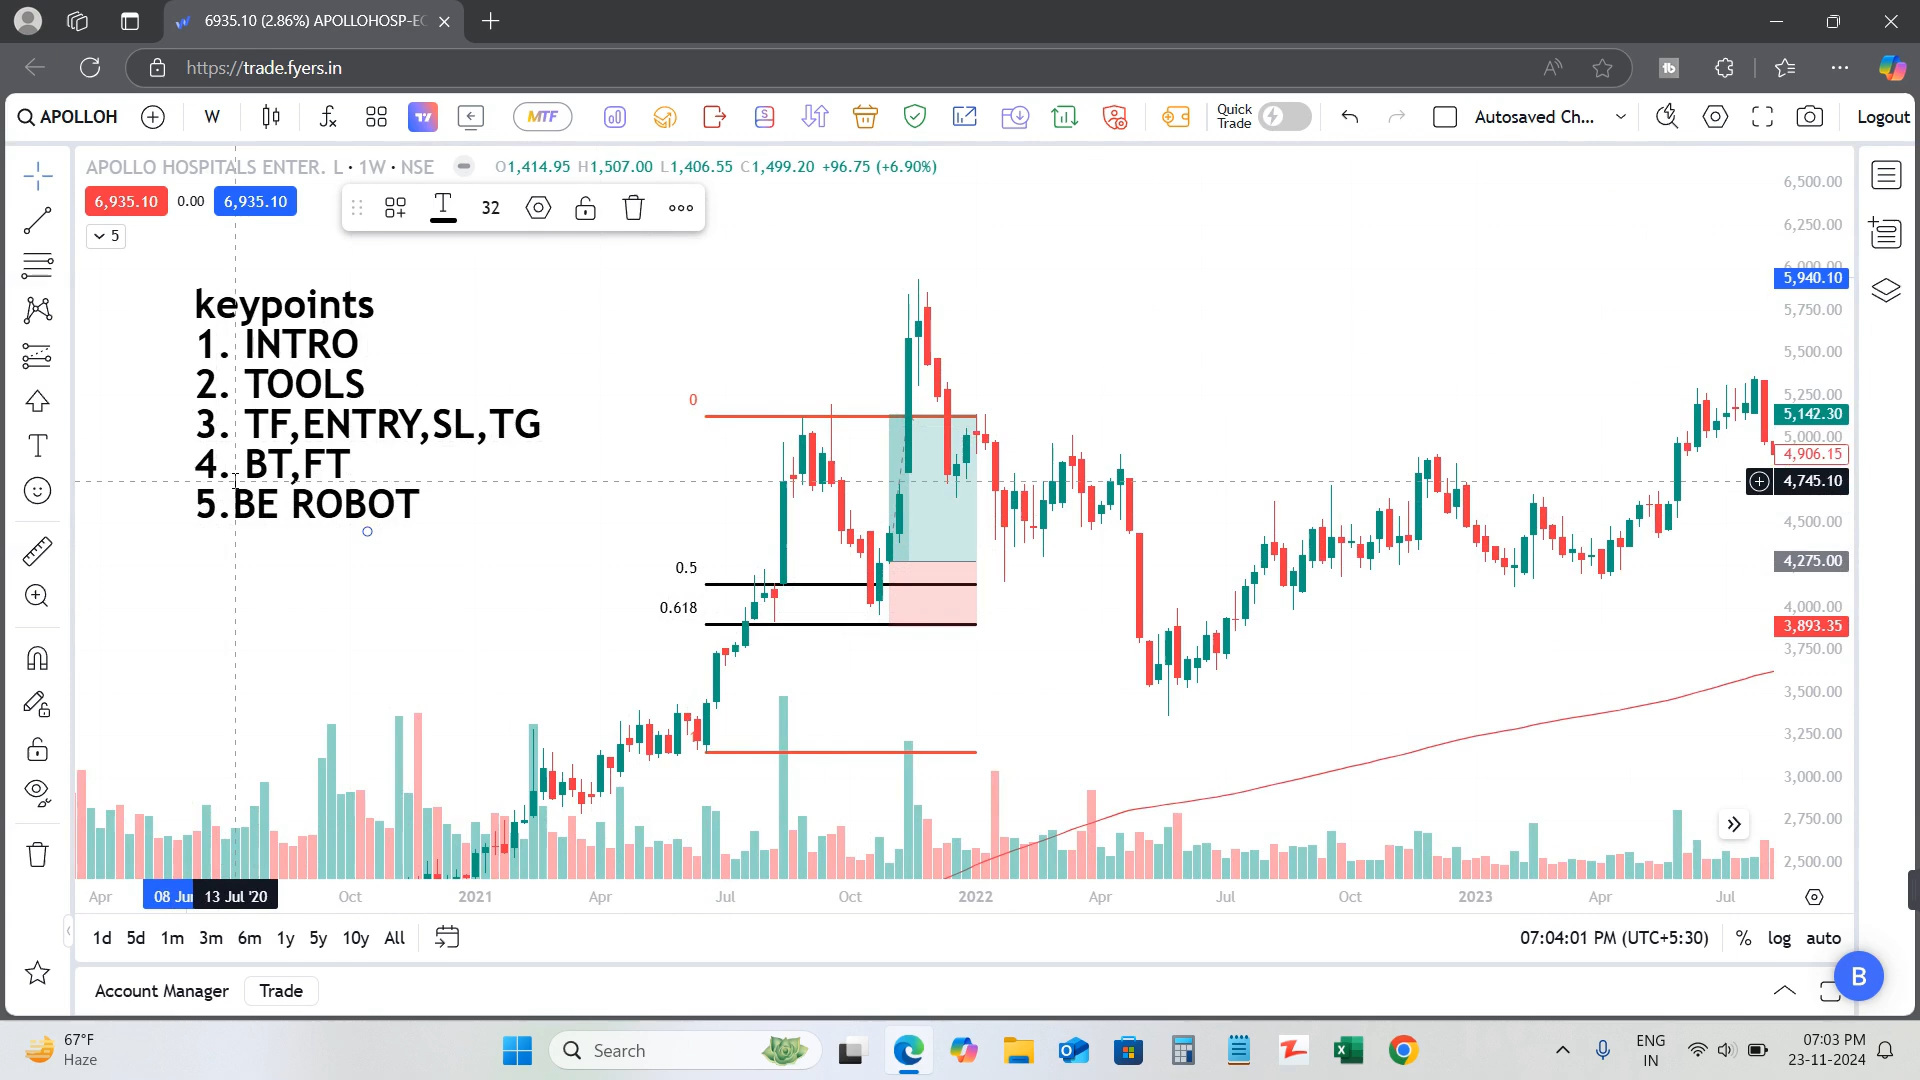 6935.10 (2.86%) APOLLOHOSP-EC
https://trade.fyers.in
APOLLOH
W
MTF
Quick
Trade
Autosaved Ch...
Logout
APOLLO HOSPITALS ENTER. L · 1W · NSE
O1,414.95 H1,507.00 L1,406.55 C1,499.20 +96.75 (+6.90%)
6,935.10
0.00
6,935.10
32
5
keypoints
1. INTRO
2. TOOLS
3. TF,ENTRY,SL,TG
4. BT,FT
5.BE ROBOT
0
0.5
0.618
6,500.00
6,250.00
6,000.00
5,940.10
5,750.00
5,500.00
5,250.00
5,142.30
5,000.00
4,906.15
4,745.10
4,500.00
4,275.00
4,000.00
3,893.35
3,750.00
3,500.00
3,250.00
3,000.00
2,750.00
2,500.00
Apr
08 Jun
13 Jul '20
Oct
2021
Apr
Jul
Oct
2022
Apr
Jul
Oct
2023
Apr
Jul
1d 5d 1m 3m 6m 1y 5y 10y All
07:04:01 PM (UTC+5:30)
% log auto
B
Account Manager
Trade
67°F
Haze
Search
ENG
IN
07:03 PM
23-11-2024